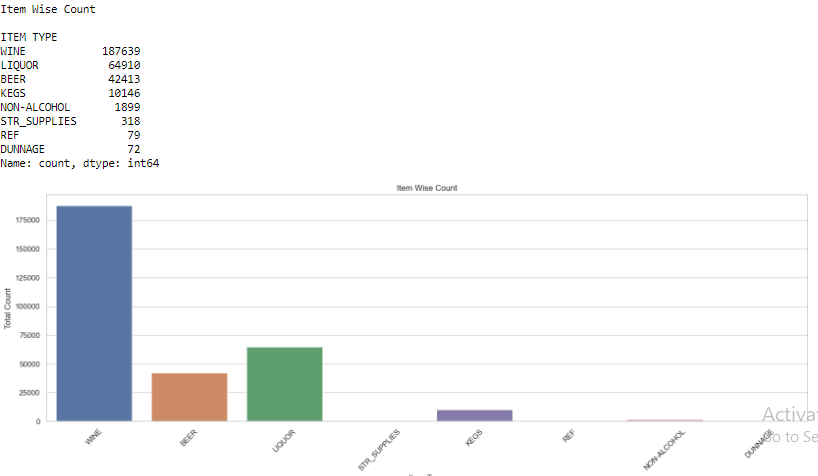 Item Wise Count
ITEM TYPE
WINE 187639
LIQUOR 64910
BEER 42413
KEGS 10146
NON-ALCOHOL 1899
STR_SUPPLIES 318
REF 79
DUNNAGE 72
Name: count, dtype: int64
Item Wise Count
Total Count
175000
150000
125000
100000
75000
50000
25000
0
WINE
BEER
LIQUOR
STR_SUPPLIES
KEGS
REF
NON-ALCOHOL
DUNNAGE
Activa
Go to Se